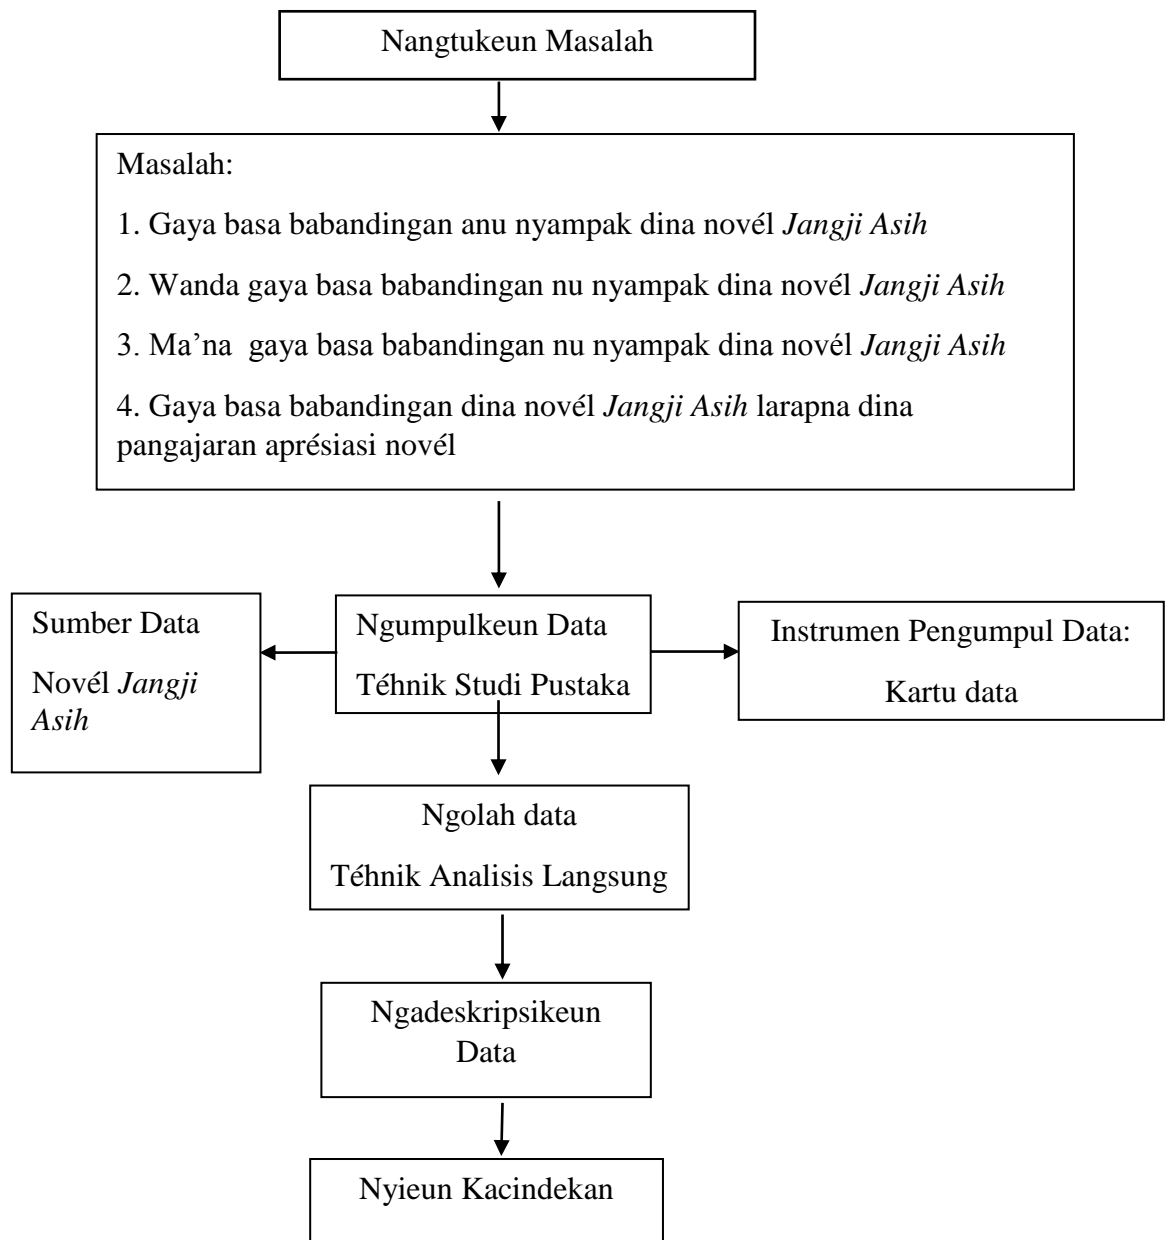 Nangtukeun Masalah
Masalah:
1. Gaya basa babandingan anu nyampak dina novél Jangji Asih
2. Wanda gaya basa babandingan nu nyampak dina novél Jangji Asih
3. Ma’na gaya basa babandingan nu nyampak dina novél Jangji Asih
4. Gaya basa babandingan dina novél Jangji Asih larapna dina
pangajaran aprésiasi novél
Sumber Data
Novél Jangji
Asih
Ngumpulkeun Data
Téhnik Studi Pustaka
Instrumen Pengumpul Data:
Kartu data
Ngolah data
Téhnik Analisis Langsung
Ngadeskripsikeun
Data
Nyieun Kacindekan